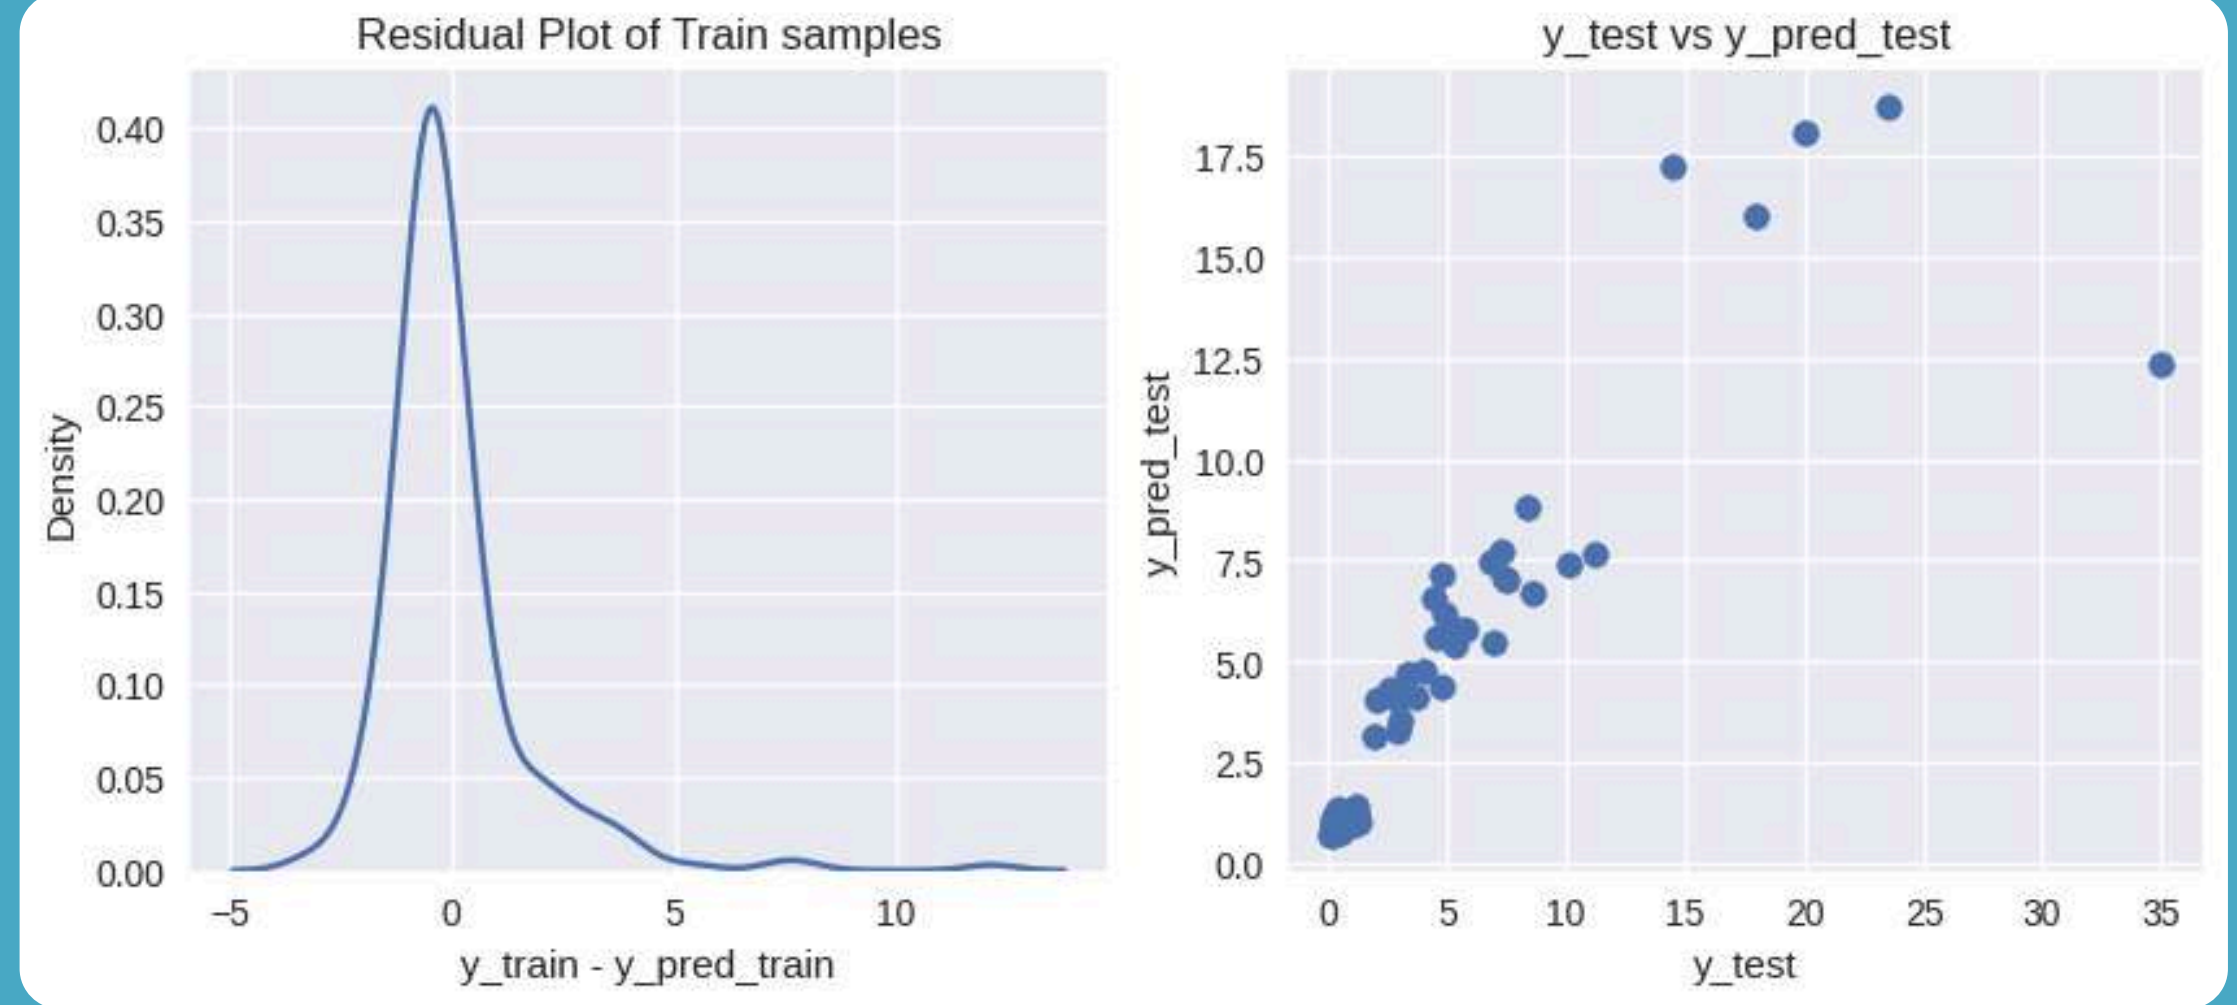 Residual Plot of Train samples
Density
0.40
0.35
0.30
0.25
0.20
0.15
0.10
0.05
0.00
−5 0 5 10
y_train - y_pred_train
y_test vs y_pred_test
y_pred_test
17.5
15.0
12.5
10.0
7.5
5.0
2.5
0.0
0 5 10 15 20 25 30 35
y_test